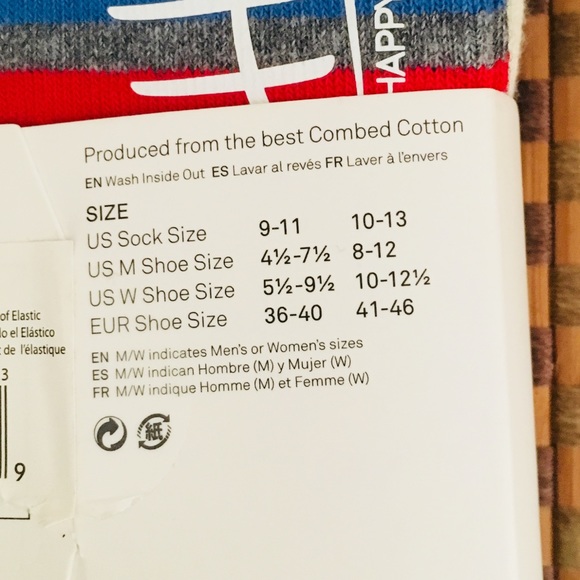 HAPPY
Produced from the best Combed Cotton
EN Wash Inside Out ES Lavar al revés FR Laver à l'envers
SIZE
US Sock Size 9-11 10-13
US M Shoe Size 4½-7½ 8-12
US W Shoe Size 5½-9½ 10-12½
EUR Shoe Size 36-40 41-46
EN M/W indicates Men's or Women's sizes
ES M/W indican Hombre (M) y Mujer (W)
FR M/W indique Homme (M) et Femme (W)
紙
of Elastic
el Elástico
de l'élastique
3
9